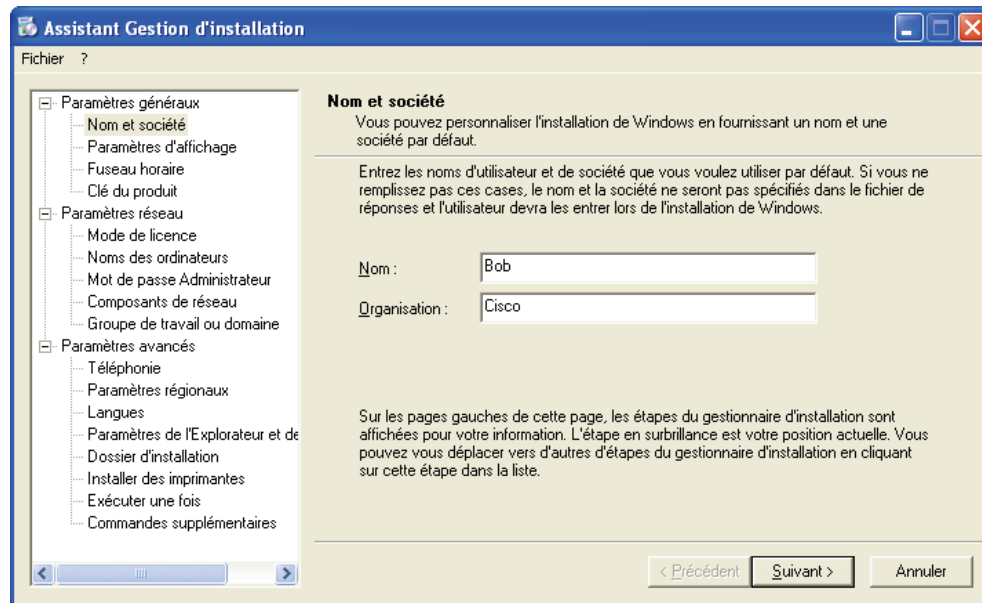 Assistant Gestion d'installation
Fichier ?
Paramètres généraux
Nom et société
Paramètres d'affichage
Fuseau horaire
Clé du produit
Paramètres réseau
Mode de licence
Noms des ordinateurs
Mot de passe Administrateur
Composants de réseau
Groupe de travail ou domaine
Paramètres avancés
Téléphonie
Paramètres régionaux
Langues
Paramètres de l'Explorateur et de
Dossier d'installation
Installer des imprimantes
Exécuter une fois
Commandes supplémentaires
Nom et société
Vous pouvez personnaliser l'installation de Windows en fournissant un nom et une
société par défaut.
Entrez les noms d'utilisateur et de société que vous voulez utiliser par défaut. Si vous ne
remplissez pas ces cases, le nom et la société ne seront pas spécifiés dans le fichier de
réponses et l'utilisateur devra les entrer lors de l'installation de Windows.
Nom : Bob
Organisation : Cisco
Sur les pages gauches de cette page, les étapes du gestionnaire d'installation sont
affichées pour votre information. L'étape en surbrillance est votre position actuelle. Vous
pouvez vous déplacer vers d'autres d'étapes du gestionnaire d'installation en cliquant
sur cette étape dans la liste.
< Précédent Suivant > Annuler